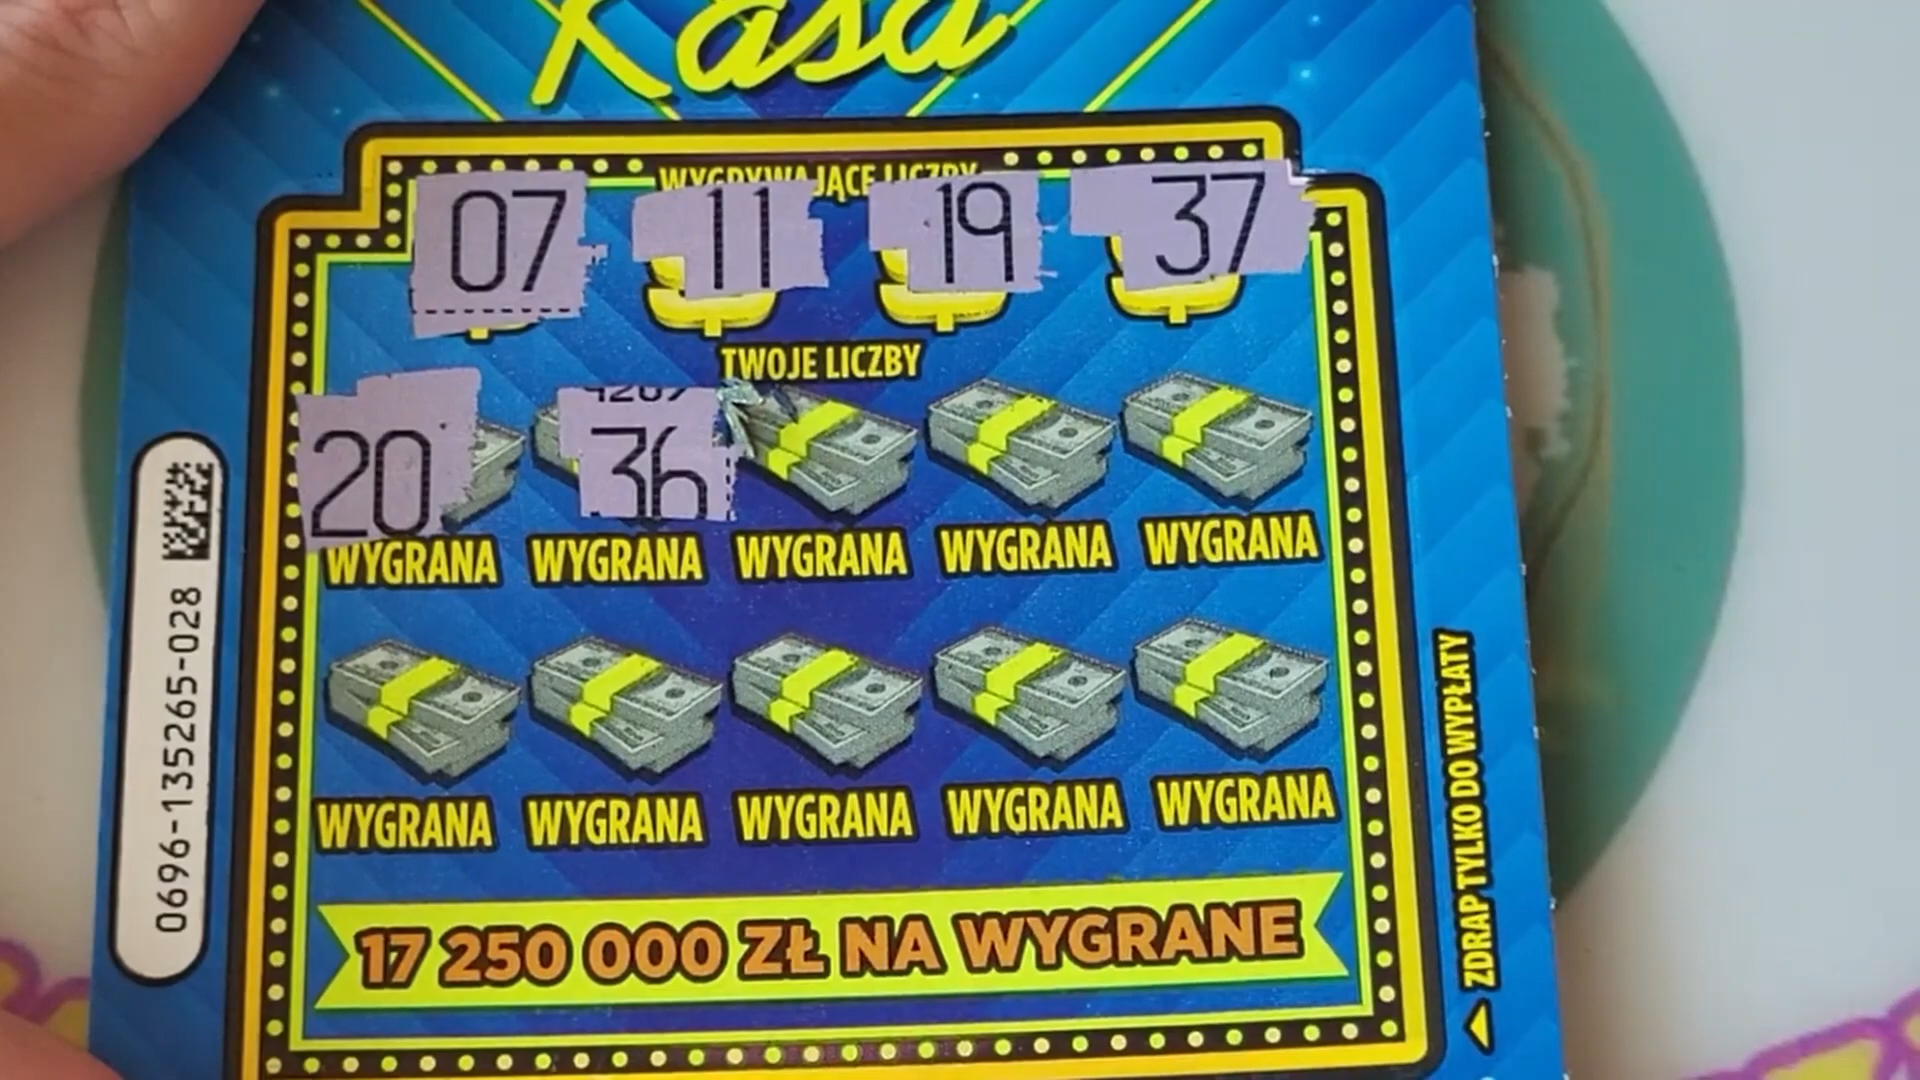 Kasa
WYGRYWAJĄCE LICZBY
07 11 19 37
TWOJE LICZBY
20 36
WYGRANA WYGRANA WYGRANA WYGRANA WYGRANA
WYGRANA WYGRANA WYGRANA WYGRANA WYGRANA
17 250 000 ZŁ NA WYGRANE
0696-135265-028
ZDRAP TYLKO DO WYPŁATY